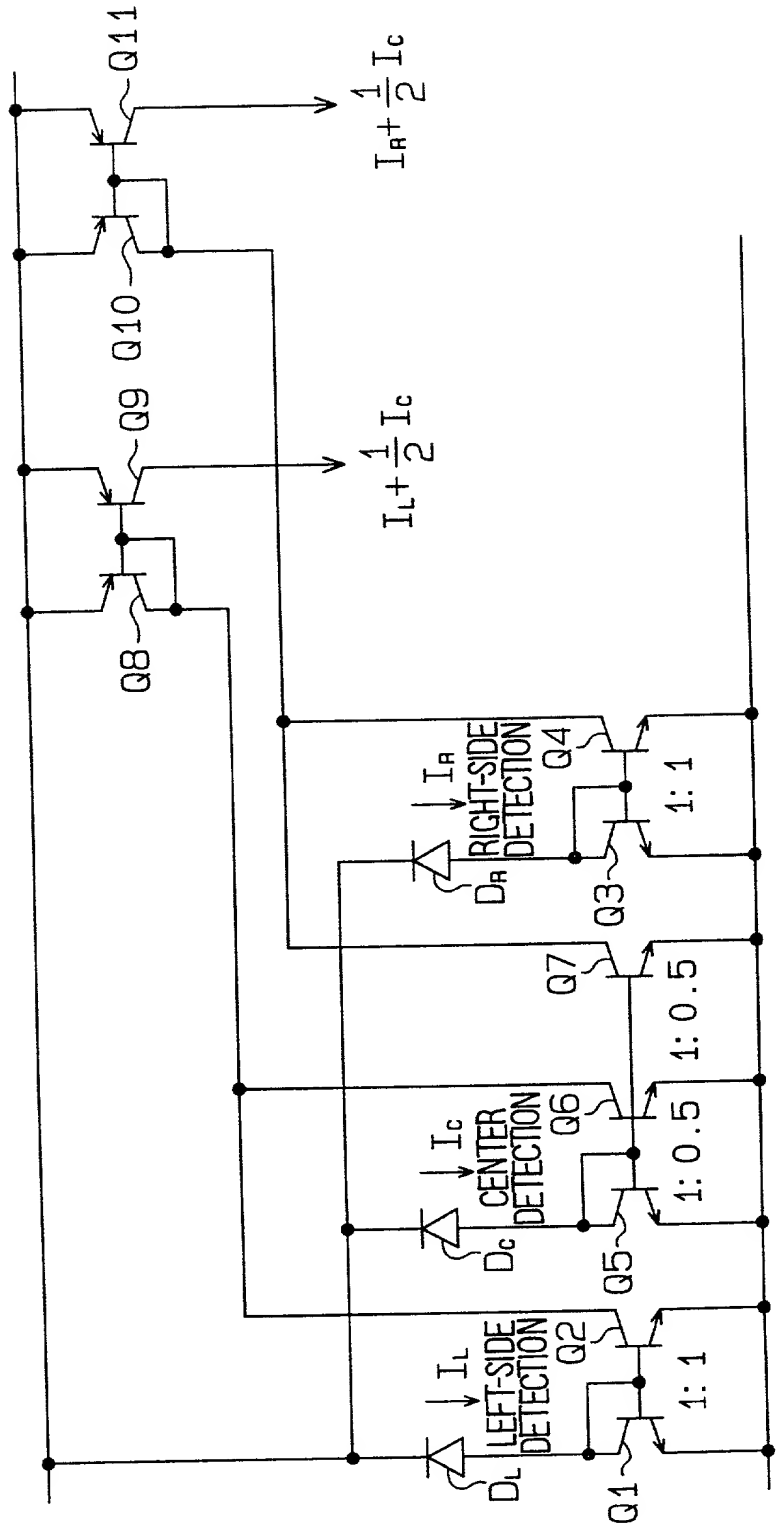 Q11
Q10
I_R + 1/2 I_C
Q9
Q8
I_L + 1/2 I_C
I_R
RIGHT-SIDE
DETECTION
D_R
Q4
Q3
1:1
Q7
1:0.5
I_C
CENTER
DETECTION
D_C
Q6
Q5
1:0.5
I_L
LEFT-SIDE
DETECTION
D_L
Q2
Q1
1:1